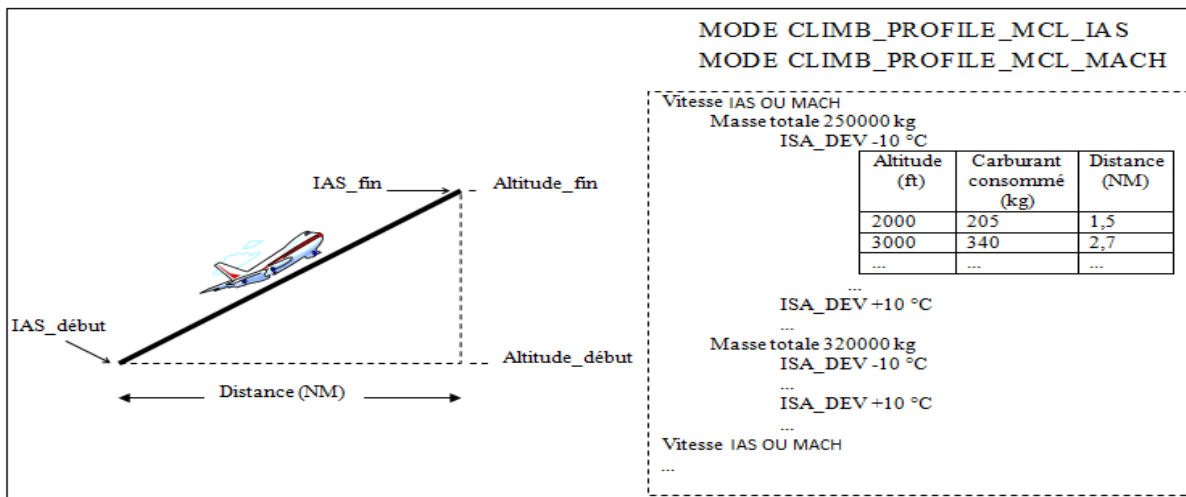 MODE CLIMB_PROFILE_MCL_IAS
MODE CLIMB_PROFILE_MCL_MACH
IAS_fin
Altitude_fin
IAS_début
Altitude_début
Distance (NM)
Vitesse IAS OU MACH
Masse totale 250000 kg
ISA_DEV -10 °C
Altitude (ft) Carburant consommé (kg) Distance (NM)
2000 205 1,5
3000 340 2,7
... ... ...
...
ISA_DEV +10 °C
...
Masse totale 320000 kg
ISA_DEV -10 °C
...
ISA_DEV +10 °C
...
Vitesse IAS OU MACH
...